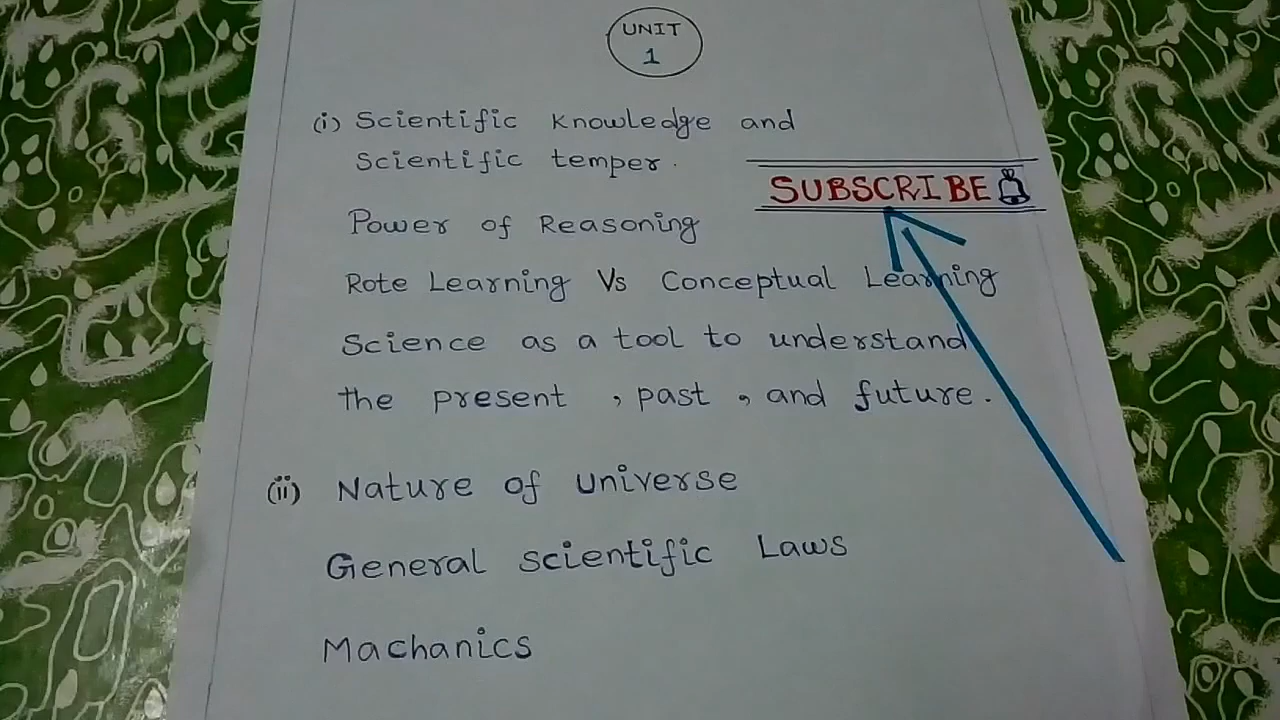 UNIT
1
(i) Scientific Knowledge and
Scientific temper.
SUBSCRIBE
Power of Reasoning
Rote Learning Vs Conceptual Learning
Science as a tool to understand
the present , past , and future .
(ii) Nature of universe
General scientific Laws
Machanics